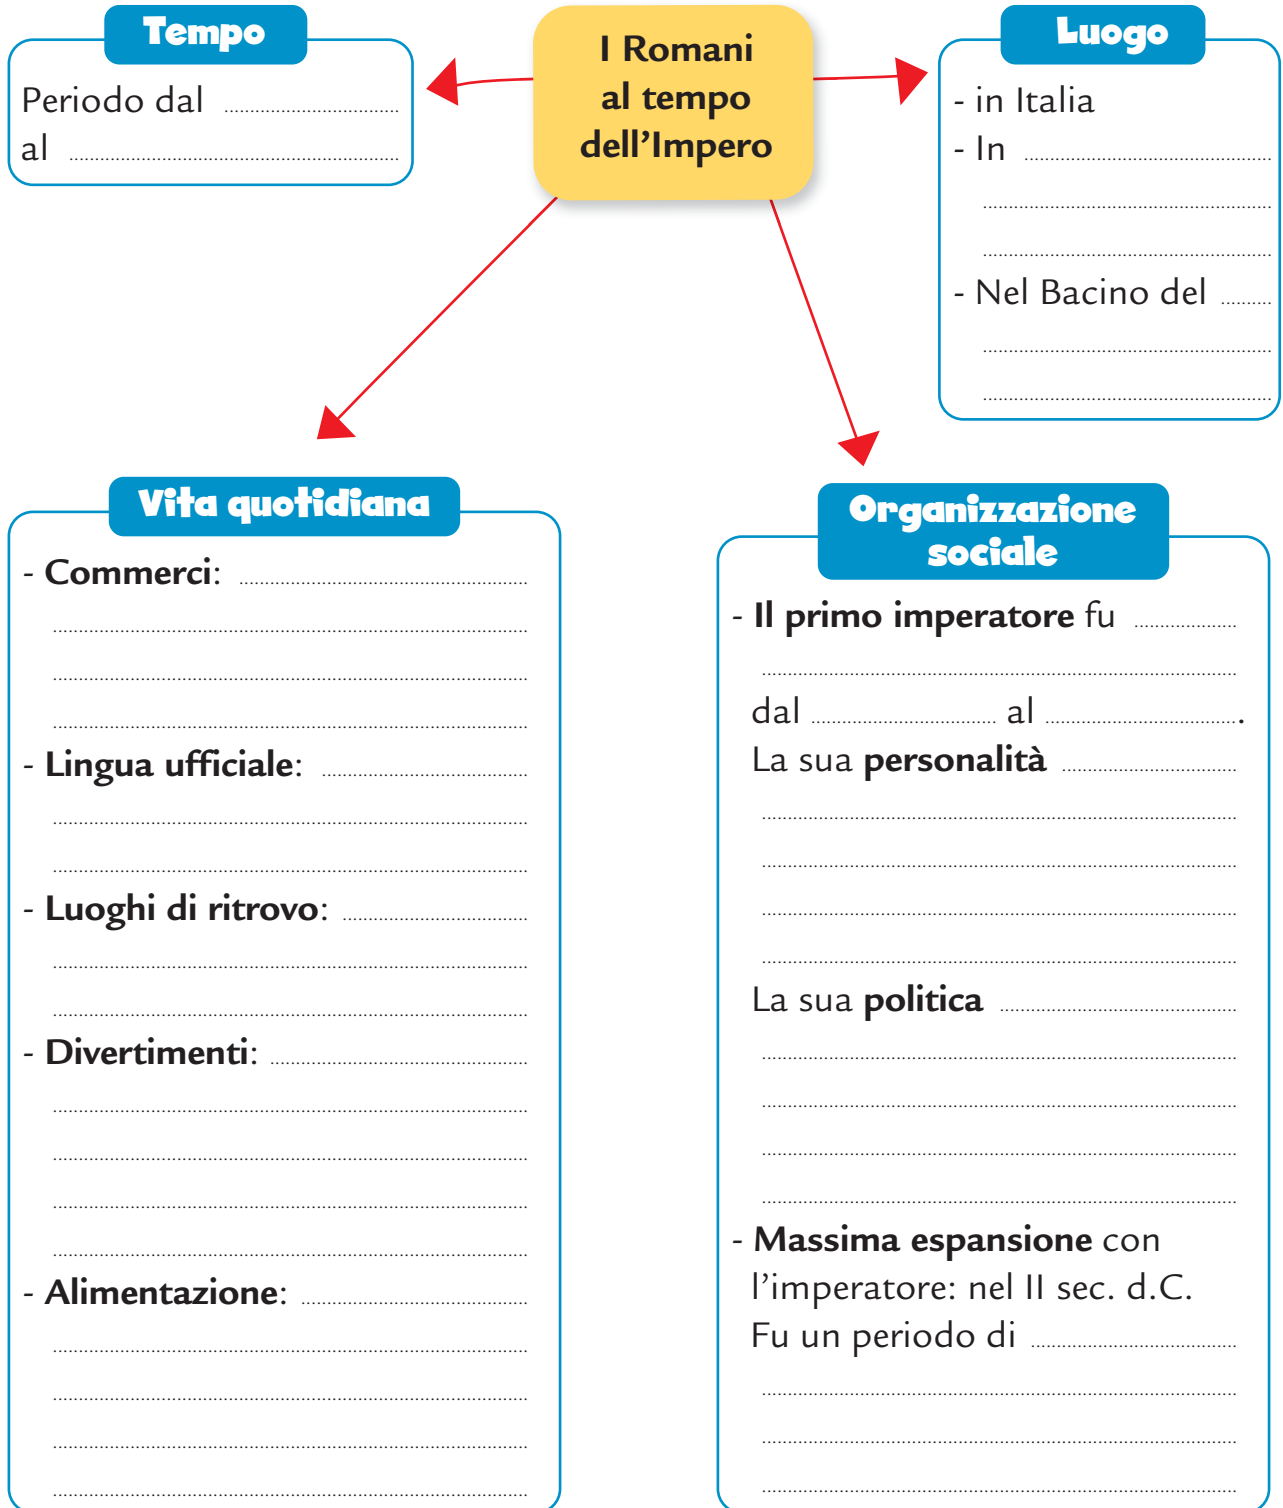 I Romani
al tempo
dell’Impero
Tempo
Periodo dal
al
Luogo
- in Italia
- In
- Nel Bacino del
Vita quotidiana
- Commerci:
- Lingua ufficiale:
- Luoghi di ritrovo:
- Divertimenti:
- Alimentazione:
Organizzazione
sociale
- Il primo imperatore fu
dal al .
La sua personalità
La sua politica
- Massima espansione con
l’imperatore: nel II sec. d.C.
Fu un periodo di